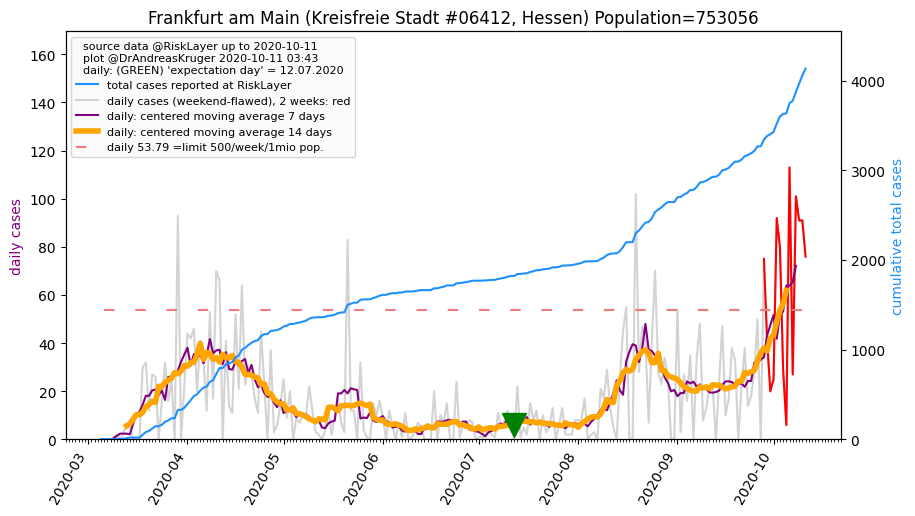 Frankfurt am Main (Kreisfreie Stadt #06412, Hessen) Population=753056
source data @RiskLayer up to 2020-10-11
plot @DrAndreasKruger 2020-10-11 03:43
daily: (GREEN) 'expectation day' = 12.07.2020
total cases reported at RiskLayer
daily cases (weekend-flawed), 2 weeks: red
daily: centered moving average 7 days
daily: centered moving average 14 days
daily 53.79 =limit 500/week/1mio pop.
daily cases
160
140
120
100
80
60
40
20
0
cumulative total cases
4000
3000
2000
1000
0
2020-03
2020-04
2020-05
2020-06
2020-07
2020-08
2020-09
2020-10